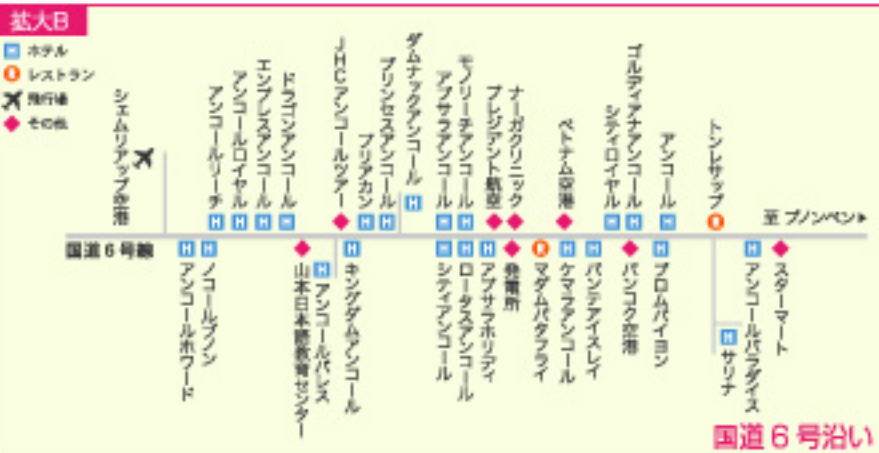 拡大B
ホテル
レストラン
飛行場
その他
シェムリアップ空港
アンコールリーチ
アンコールロイヤル
エンプレスアンコール
ドラゴンアンコール
JHCアンコールツアー
プリアカン
プリンセスアンコール
ダムナックアンコール
アプサラアンコール
モノリーチアンコール
プレジデント航空
ナーガクリニック
ベトナム空港
シティロイヤル
ゴルディアナアンコール
アンコール
トンレサップ
至 プノンペン
国道6号線
アンコールホワード
ノコールプノン
山本日本語教育センター
アンコールパレス
キングダムアンコール
シティアンコール
ロータスアンコール
アプサラホリデイ
発電所
マダムバタフライ
ケマラアンコール
バンテアイスレイ
バンコク空港
プロムバイヨン
サリナ
アンコールパラダイス
スターマート
国道6号沿い